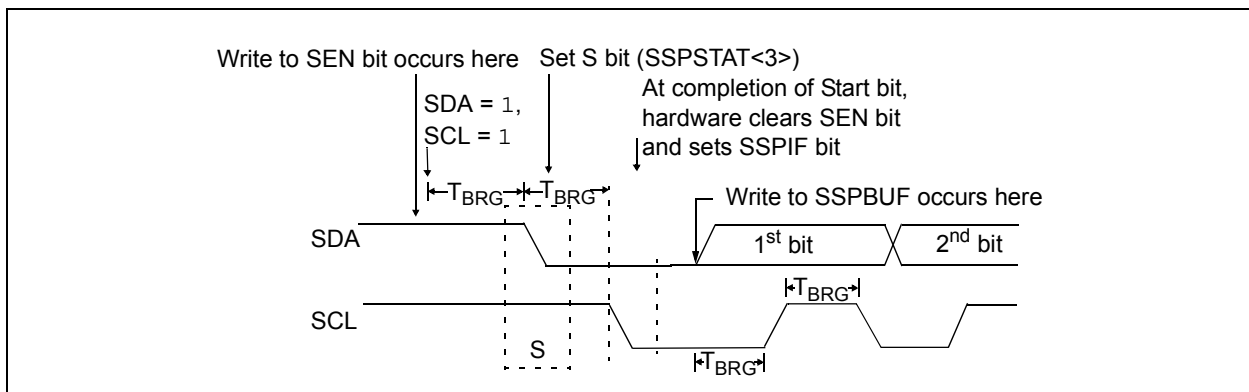 Write to SEN bit occurs here
Set S bit (SSPSTAT<3>)
SDA = 1,
SCL = 1
At completion of Start bit,
hardware clears SEN bit
and sets SSPIF bit
TBRG
TBRG
Write to SSPBUF occurs here
SDA
1st bit
2nd bit
TBRG
SCL
S
TBRG